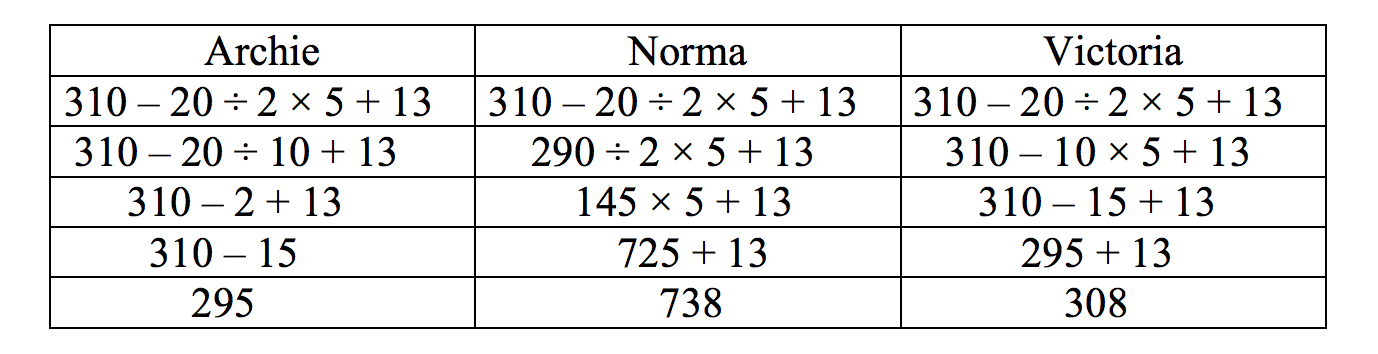 Archie Norma Victoria
310 – 20 ÷ 2 × 5 + 13 310 – 20 ÷ 2 × 5 + 13 310 – 20 ÷ 2 × 5 + 13
310 – 20 ÷ 10 + 13 290 ÷ 2 × 5 + 13 310 – 10 × 5 + 13
310 – 2 + 13 145 × 5 + 13 310 – 15 + 13
310 – 15 725 + 13 295 + 13
295 738 308